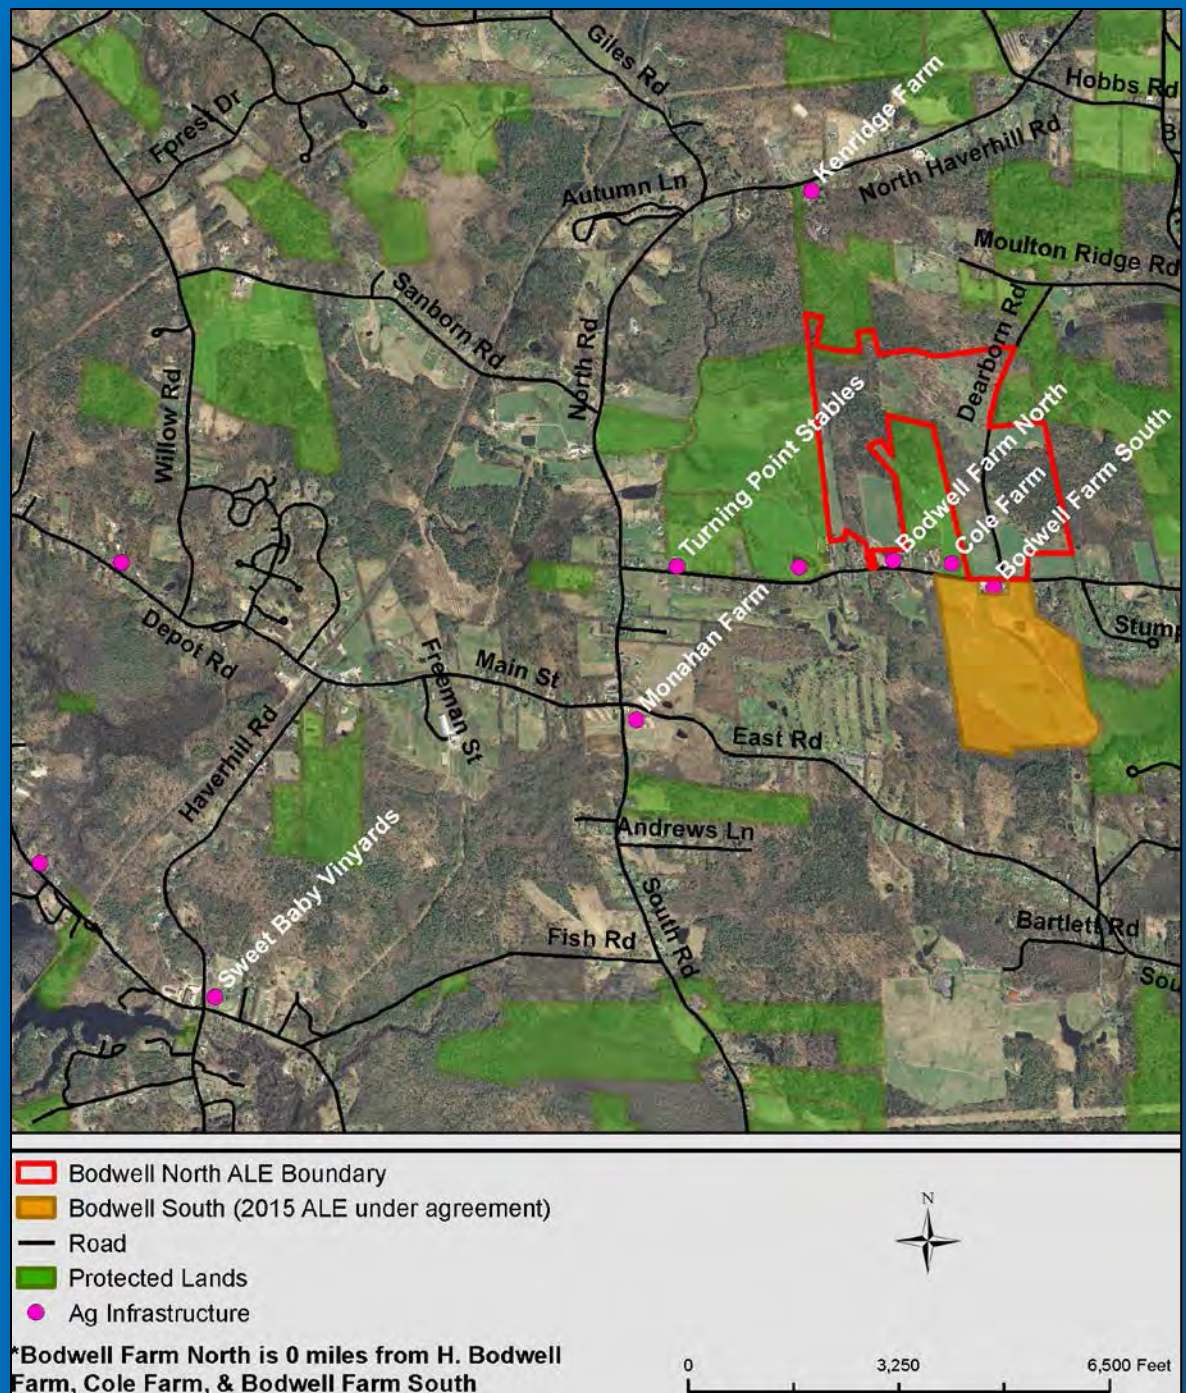 Giles Rd
Hobbs Rd
B
Forest Dr
Kenridge Farm
North Haverhill Rd
Autumn Ln
Moulton Ridge Rd
Sanborn Rd
North Rd
Dearborn Rd
Willow Rd
Turning Point Stables
Bodwell Farm North
Cole Farm
Bodwell Farm South
Depot Rd
Freeman St
Main St
Monahan Farm
Stump
East Rd
Haverhill Rd
Andrews Ln
Sweet Baby Vinyards
South Rd
Fish Rd
Bartlett Rd
Sou
Bodwell North ALE Boundary
Bodwell South (2015 ALE under agreement)
Road
Protected Lands
Ag Infrastructure
N
*Bodwell Farm North is 0 miles from H. Bodwell
Farm, Cole Farm, & Bodwell Farm South
0 3,250 6,500 Feet